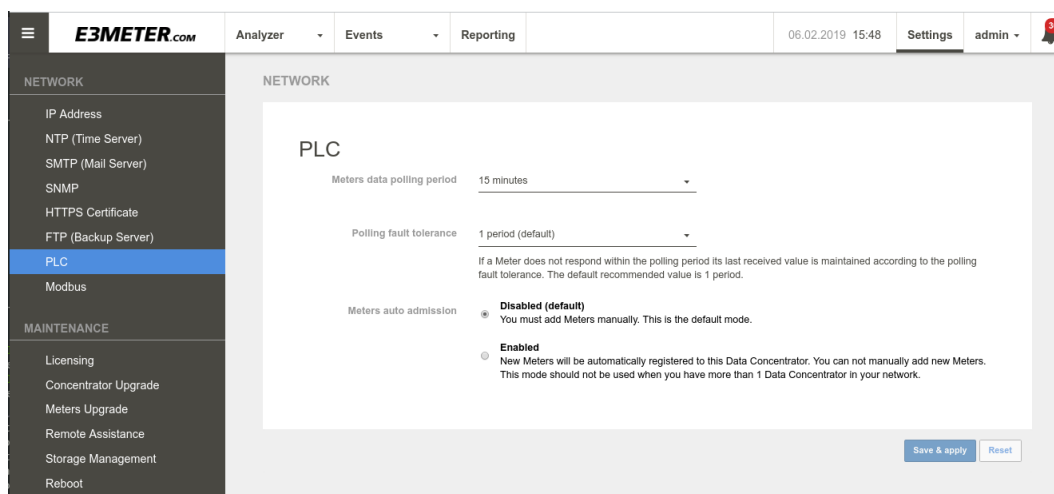 E3METER.COM
Analyzer
Events
Reporting
06.02.2019 15:48
Settings
admin
3
NETWORK
IP Address
NTP (Time Server)
SMTP (Mail Server)
SNMP
HTTPS Certificate
FTP (Backup Server)
PLC
Modbus
MAINTENANCE
Licensing
Concentrator Upgrade
Meters Upgrade
Remote Assistance
Storage Management
Reboot
NETWORK
PLC
Meters data polling period 15 minutes
Polling fault tolerance 1 period (default)
If a Meter does not respond within the polling period its last received value is maintained according to the polling
fault tolerance. The default recommended value is 1 period.
Meters auto admission
Disabled (default)
You must add Meters manually. This is the default mode.
Enabled
New Meters will be automatically registered to this Data Concentrator. You can not manually add new Meters.
This mode should not be used when you have more than 1 Data Concentrator in your network.
Save & apply
Reset